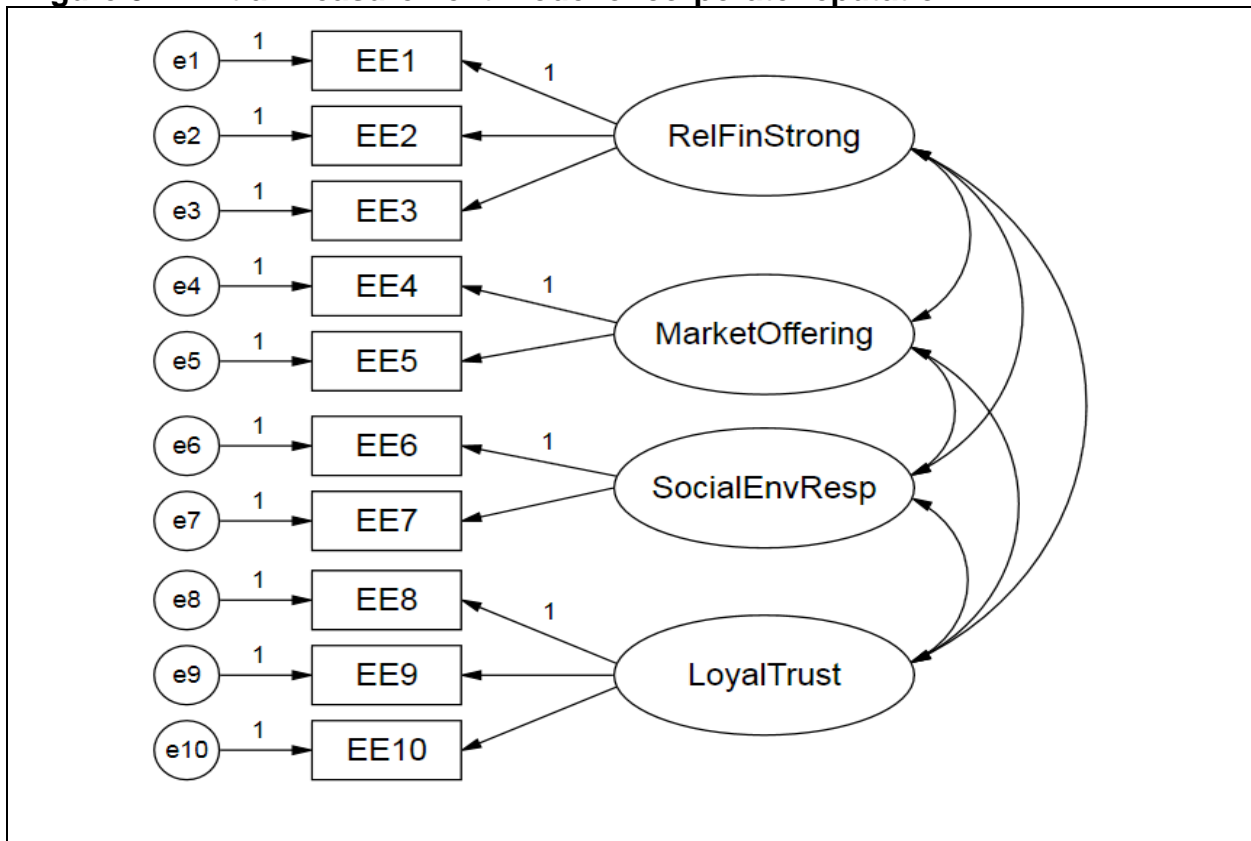 1
e1
EE1
1
RelFinStrong
1
e2
EE2
1
e3
EE3
1
e4
EE4
1
MarketOffering
1
e5
EE5
1
e6
EE6
1
SocialEnvResp
1
e7
EE7
1
e8
EE8
1
LoyalTrust
1
e9
EE9
1
e10
EE10